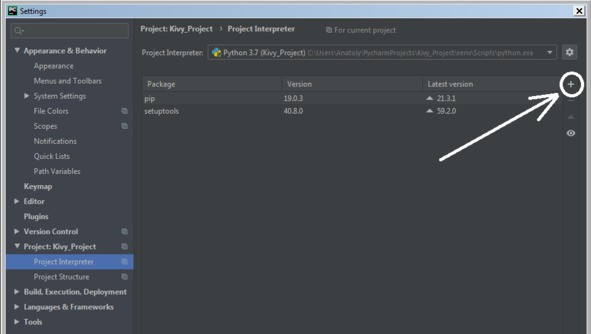 Settings
Project: Kivy_Project › Project Interpreter For current project
Project Interpreter: Python 3.7 (Kivy_Project) C:\Users\Anatoly\PycharmProjects\Kivy_Project\venv\Scripts\python.exe
Package Version Latest version
pip 19.0.3 21.3.1
setuptools 40.8.0 59.2.0
Appearance & Behavior
Appearance
Menus and Toolbars
System Settings
File Colors
Scopes
Notifications
Quick Lists
Path Variables
Keymap
Editor
Plugins
Version Control
Project: Kivy_Project
Project Interpreter
Project Structure
Build, Execution, Deployment
Languages & Frameworks
Tools